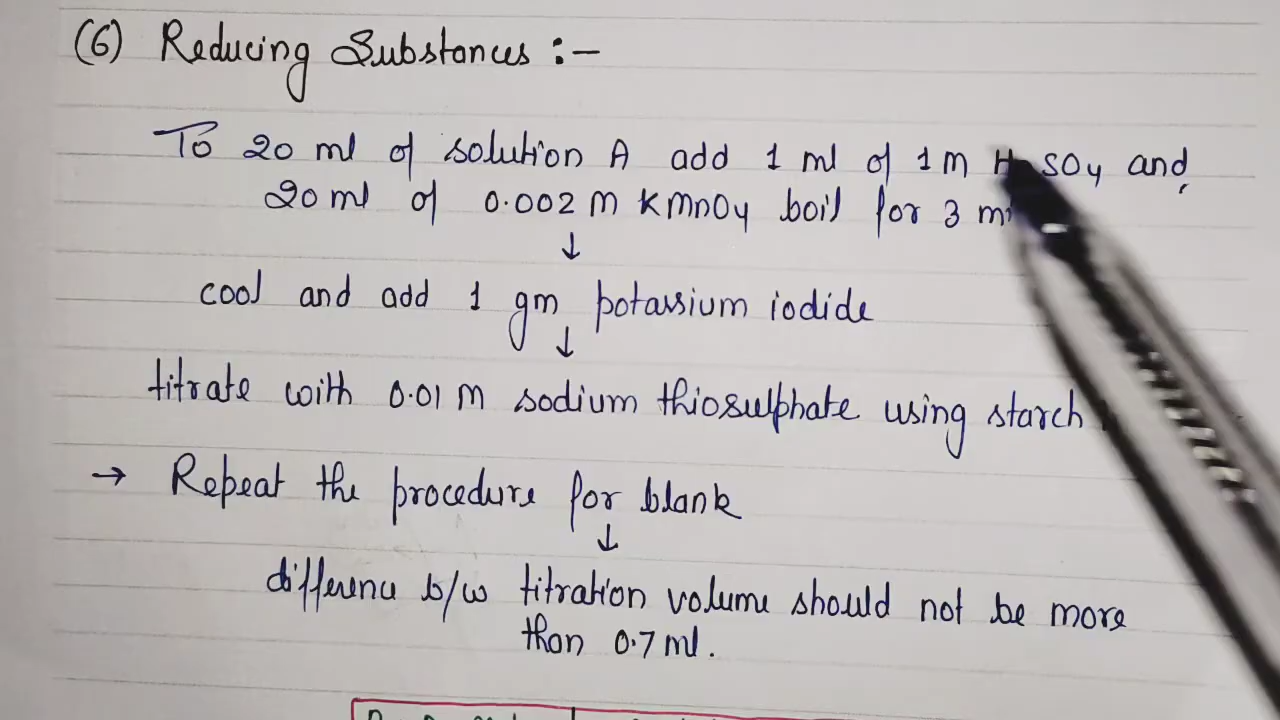 (6) Reducing Substances :-
To 20 ml of solution A add 1 ml of 1M H SO4 and
20 ml of 0.002 M KMnO4 boil for 3
↓
cool and add 1 gm potassium iodide
↓
titrate with 0.01 M sodium thiosulphate using starch
→ Repeat the procedure for blank
↓
difference b/w titration volume should not be more
than 0.7 ml.